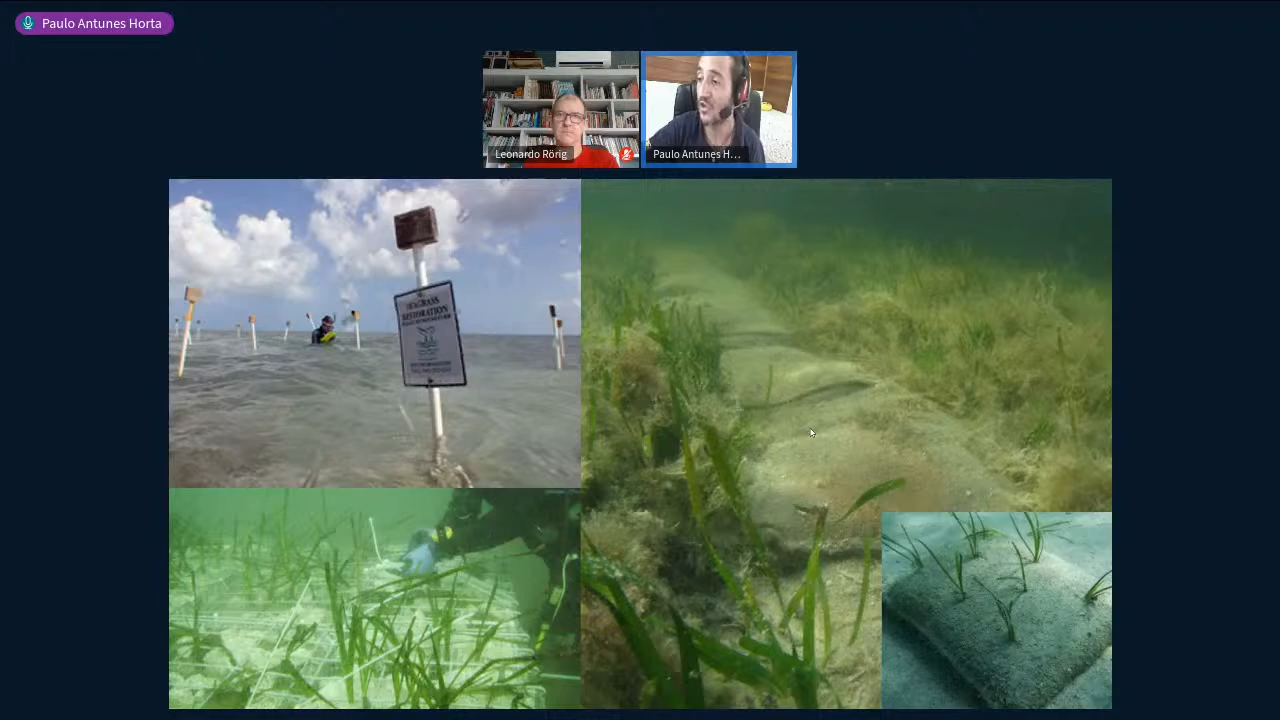 Paulo Antunes Horta
Leonardo Rörig
Paulo Antunes H...
SEAGRASS
RESTORATION